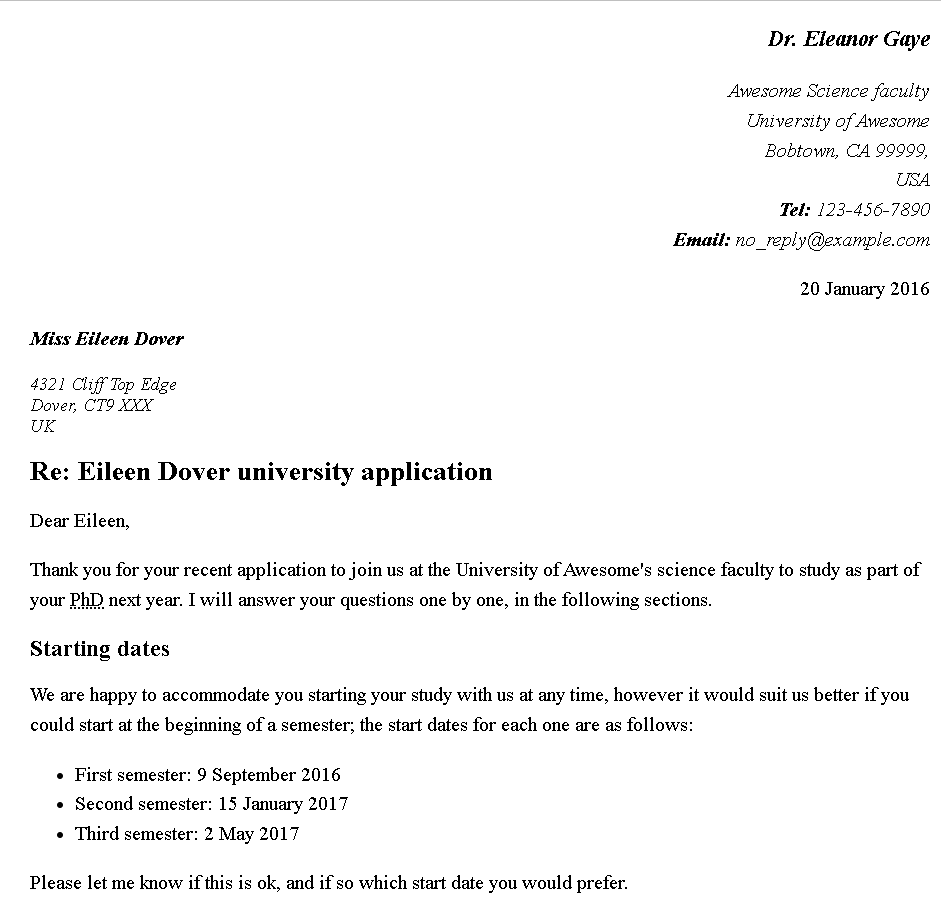 Dr. Eleanor Gaye
Awesome Science faculty
University of Awesome
Bobtown, CA 99999,
USA
Tel: 123-456-7890
Email: no_reply@example.com
20 January 2016
Miss Eileen Dover
4321 Cliff Top Edge
Dover, CT9 XXX
UK
Re: Eileen Dover university application
Dear Eileen,
Thank you for your recent application to join us at the University of Awesome's science faculty to study as part of
your PhD next year. I will answer your questions one by one, in the following sections.
Starting dates
We are happy to accommodate you starting your study with us at any time, however it would suit us better if you
could start at the beginning of a semester; the start dates for each one are as follows:
• First semester: 9 September 2016
• Second semester: 15 January 2017
• Third semester: 2 May 2017
Please let me know if this is ok, and if so which start date you would prefer.